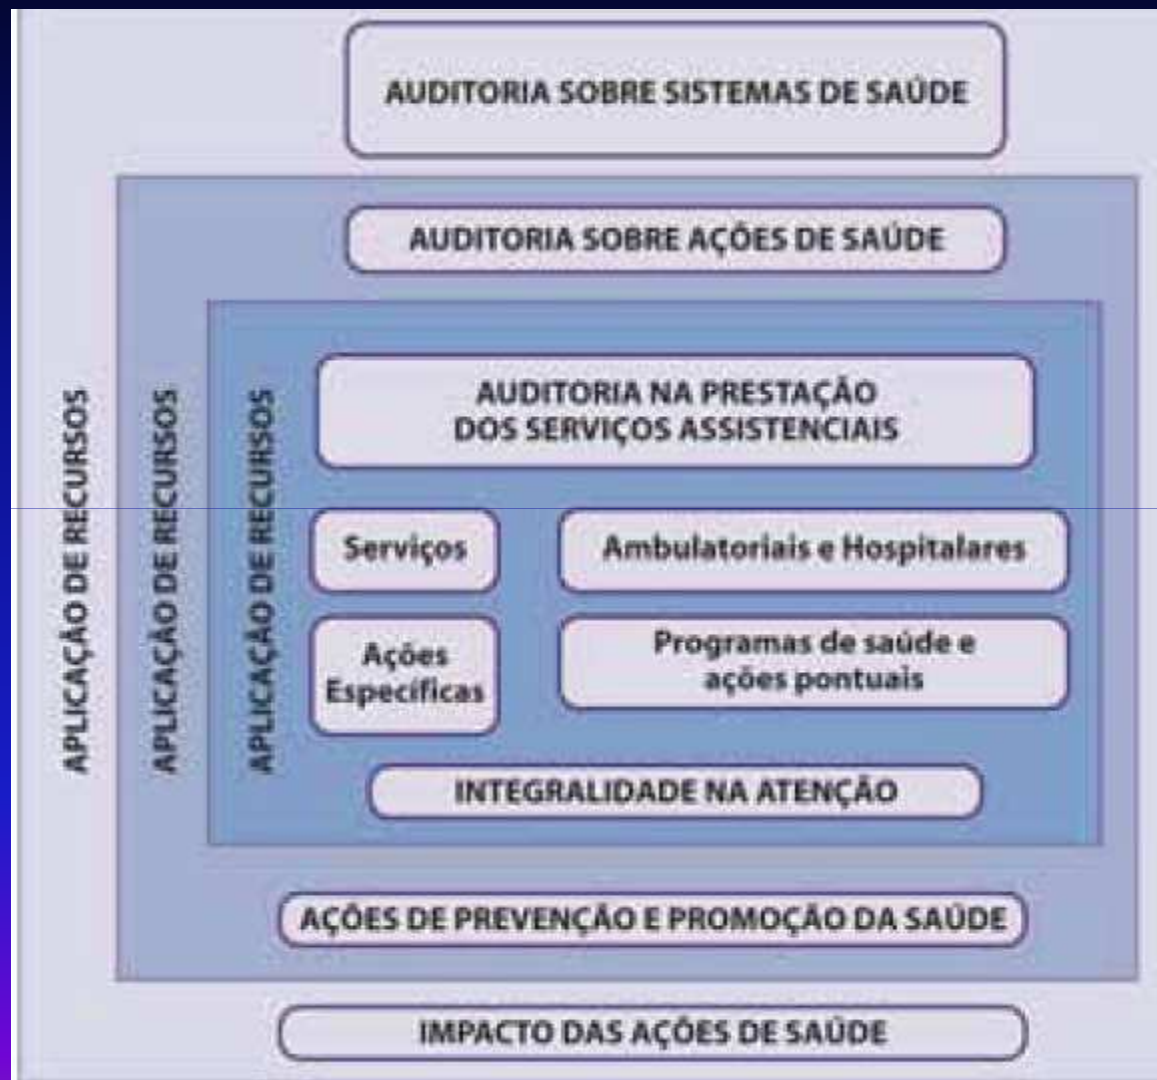 AUDITORIA SOBRE SISTEMAS DE SAÚDE
AUDITORIA SOBRE AÇÕES DE SAÚDE
APLICAÇÃO DE RECURSOS
APLICAÇÃO DE RECURSOS
APLICAÇÃO DE RECURSOS
AUDITORIA NA PRESTAÇÃO
DOS SERVIÇOS ASSISTENCIAIS
Serviços
Ambulatoriais e Hospitalares
Ações
Específicas
Programas de saúde e
ações pontuais
INTEGRALIDADE NA ATENÇÃO
AÇÕES DE PREVENÇÃO E PROMOÇÃO DA SAÚDE
IMPACTO DAS AÇÕES DE SAÚDE